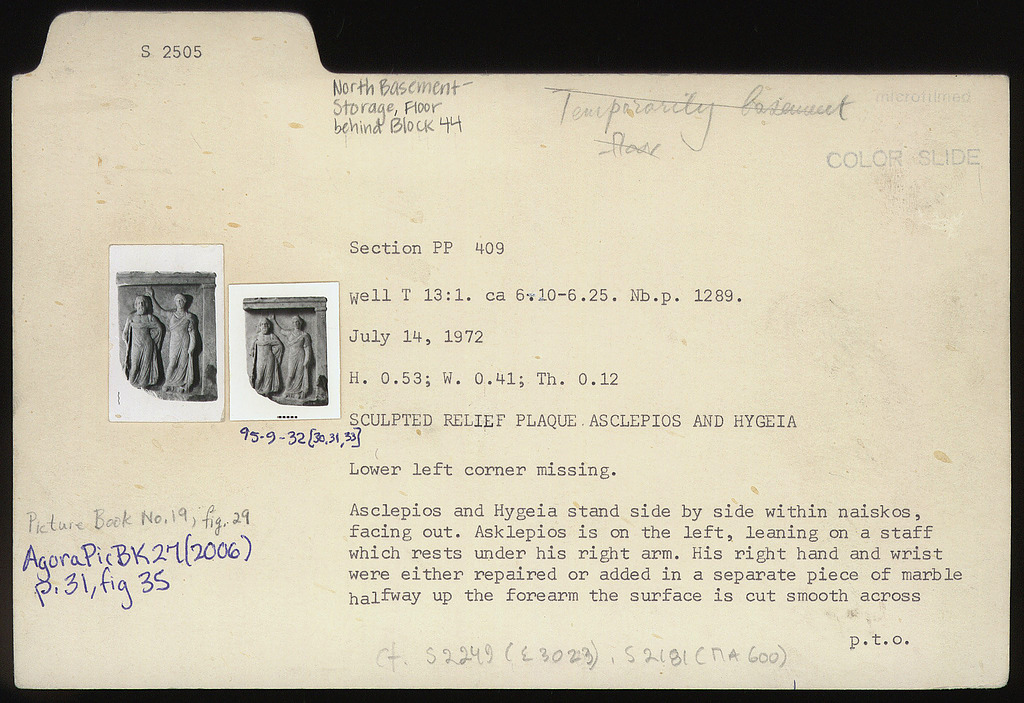 S 2505
North Basement-
Storage, Floor
behind Block 44
Temporarily basement
floor
microfilmed
COLOR SLIDE
Section PP 409
well T 13:1. ca 6.10-6.25. Nb.p. 1289.
July 14, 1972
H. 0.53; W. 0.41; Th. 0.12
SCULPTED RELIEF PLAQUE. ASCLEPIOS AND HYGEIA
95-9-32 [30,31,33]
Lower left corner missing.
Asclepios and Hygeia stand side by side within naiskos,
facing out. Asklepios is on the left, leaning on a staff
which rests under his right arm. His right hand and wrist
were either repaired or added in a separate piece of marble
halfway up the forearm the surface is cut smooth across
p.t.o.
Picture Book No. 19, fig. 29
AgoraPicBK 27 (2006)
p. 31, fig 35
cf. S 2249 (Σ 3023), S 2181 (ΠΑ 600)